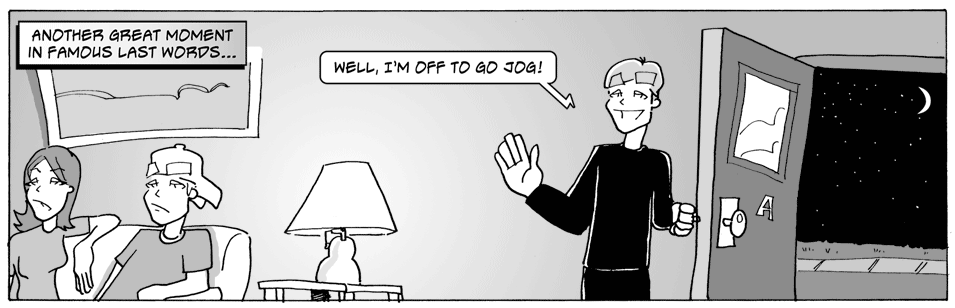 ANOTHER GREAT MOMENT
IN FAMOUS LAST WORDS...
WELL, I'M OFF TO GO JOG!
A